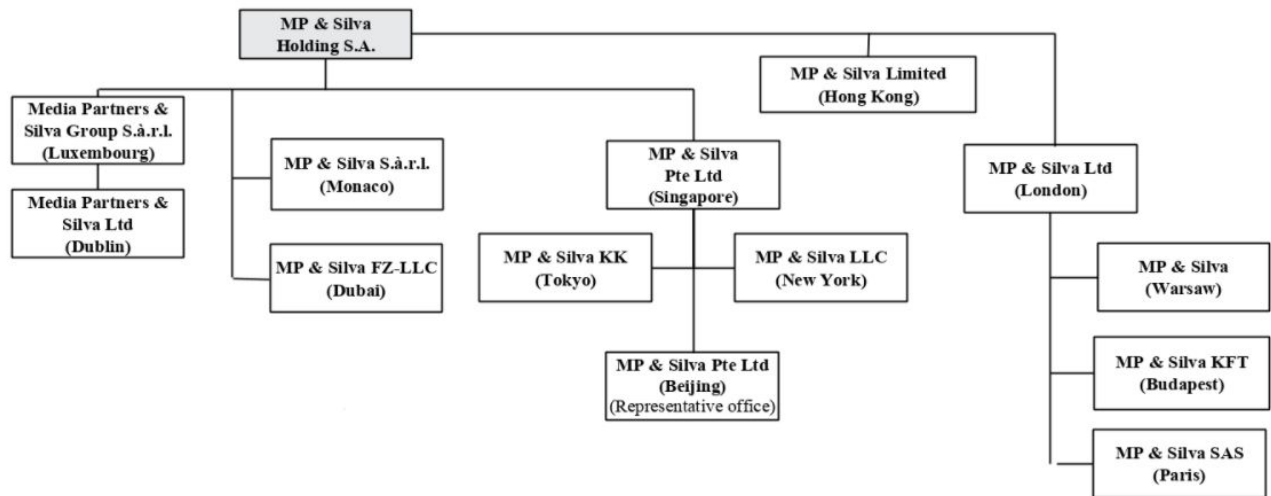 MP & Silva
Holding S.A.
MP & Silva Limited
(Hong Kong)
Media Partners &
Silva Group S.à.r.l.
(Luxembourg)
MP & Silva S.à.r.l.
(Monaco)
MP & Silva
Pte Ltd
(Singapore)
MP & Silva Ltd
(London)
Media Partners &
Silva Ltd
(Dublin)
MP & Silva FZ-LLC
(Dubai)
MP & Silva KK
(Tokyo)
MP & Silva LLC
(New York)
MP & Silva
(Warsaw)
MP & Silva Pte Ltd
(Beijing)
(Representative office)
MP & Silva KFT
(Budapest)
MP & Silva SAS
(Paris)